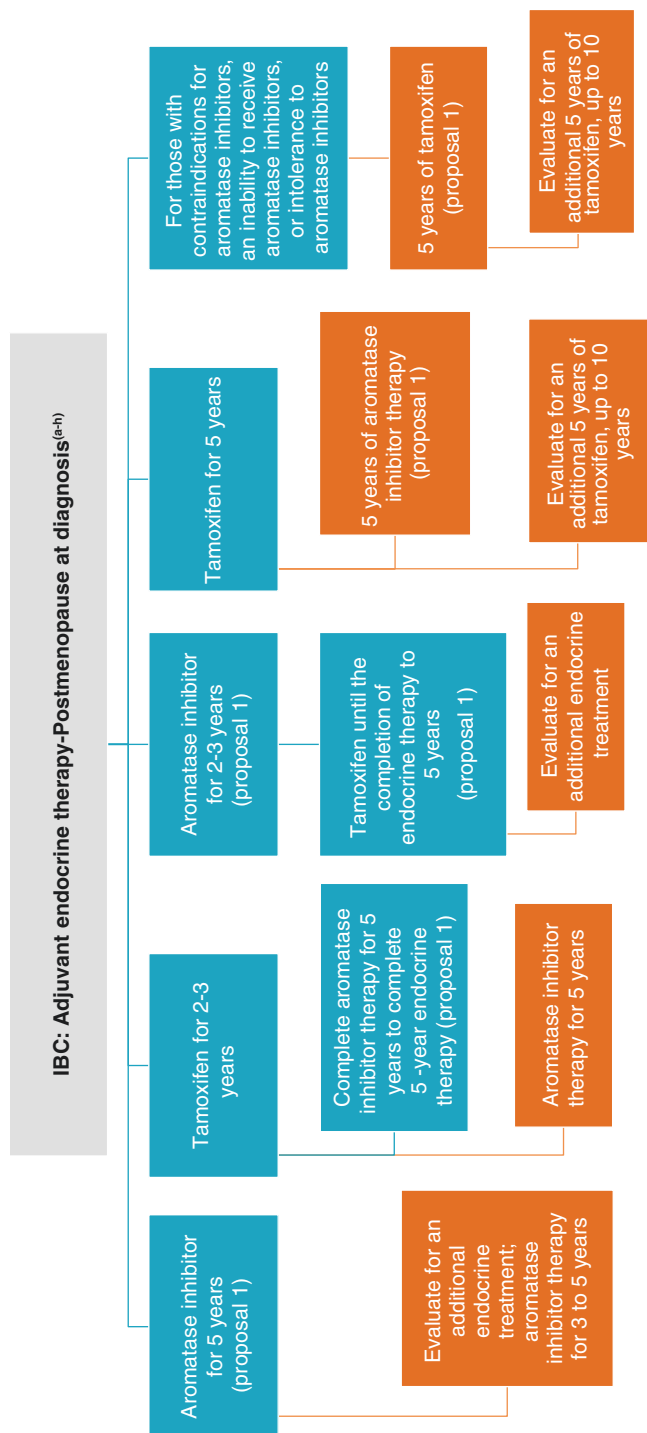 IBC: Adjuvant endocrine therapy-Postmenopause at diagnosis(a-h)
Aromatase inhibitor
for 5 years
(proposal 1)
Evaluate for an
additional
endocrine
treatment;
aromatase
inhibitor therapy
for 3 to 5 years
Tamoxifen for 2-3
years
Complete aromatase
inhibitor therapy for 5
years to complete
5 -year endocrine
therapy (proposal 1)
Aromatase inhibitor
therapy for 5 years
Aromatase inhibitor
for 2-3 years
(proposal 1)
Tamoxifen until the
completion of
endocrine therapy to
5 years
(proposal 1)
Evaluate for an
additional endocrine
treatment
Tamoxifen for 5 years
5 years of aromatase
inhibitor therapy
(proposal 1)
Evaluate for an
additional 5 years of
tamoxifen, up to 10
years
For those with
contraindications for
aromatase inhibitors,
an inability to receive
aromatase inhibitors,
or intolerance to
aromatase inhibitors
5 years of tamoxifen
(proposal 1)
Evaluate for an
additional 5 years of
tamoxifen, up to 10
years